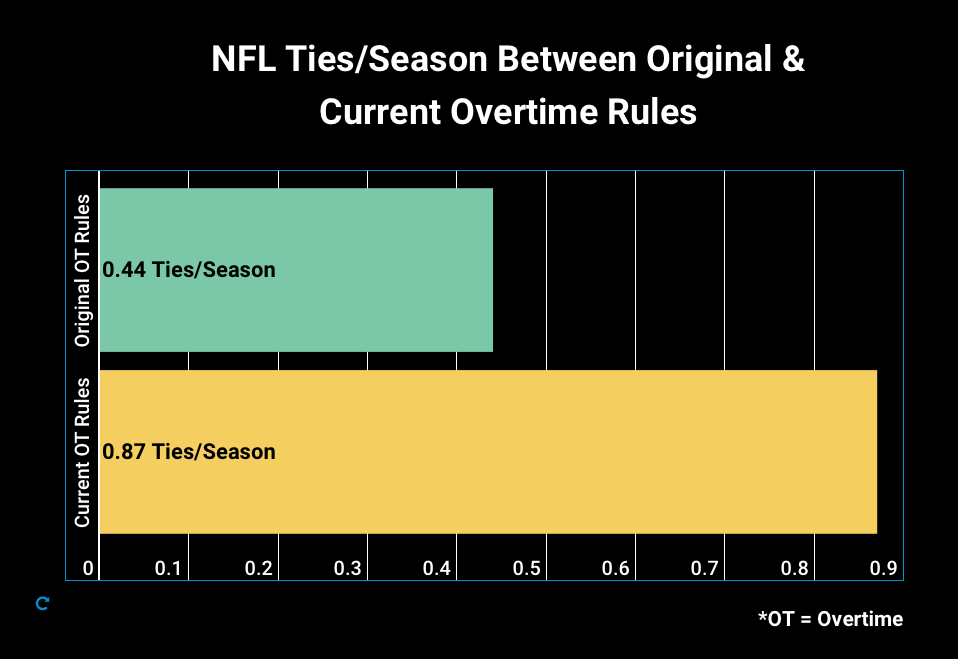 NFL Ties/Season Between Original &
Current Overtime Rules
Original OT Rules
0.44 Ties/Season
Current OT Rules
0.87 Ties/Season
0 0.1 0.2 0.3 0.4 0.5 0.6 0.7 0.8 0.9
*OT = Overtime